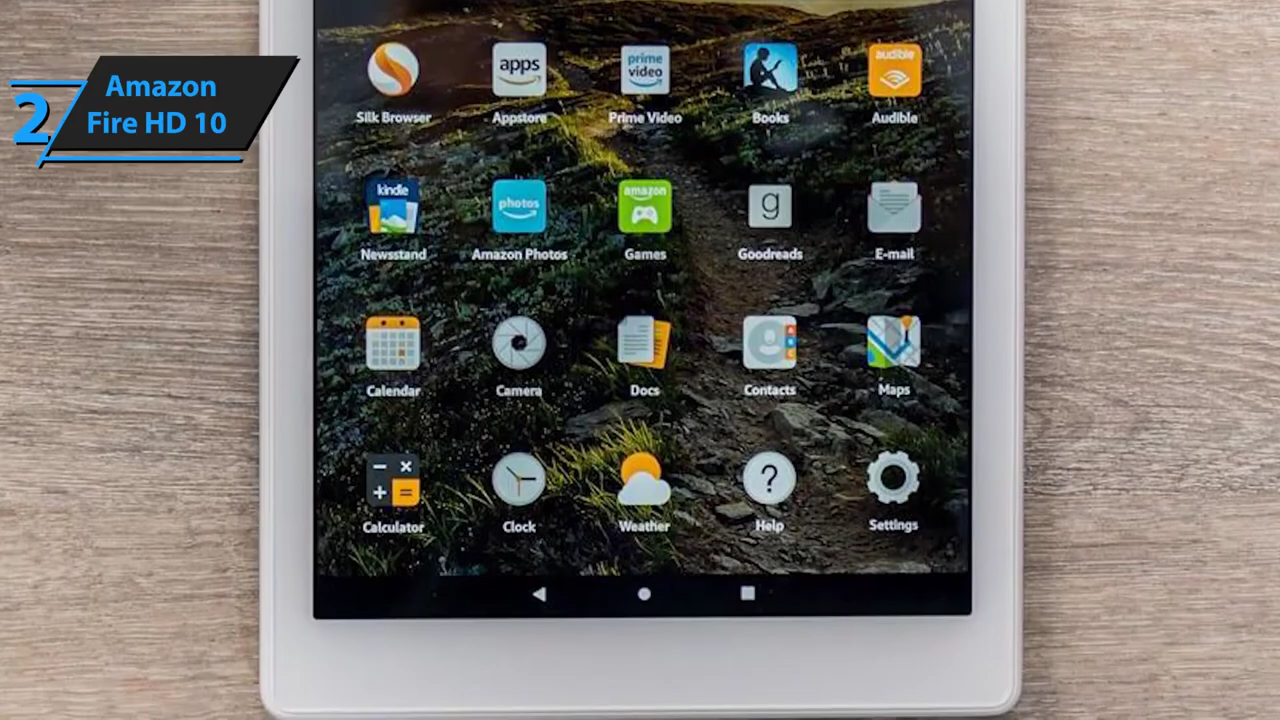 2
Amazon
Fire HD 10
apps
prime
video
audible
Silk Browser
Appstore
Prime Video
Books
Audible
kindle
photos
amazon
g
Newsstand
Amazon Photos
Games
Goodreads
E-mail
A
B
C
Calendar
Camera
Docs
Contacts
Maps
− ×
+ =
?
Calculator
Clock
Weather
Help
Settings